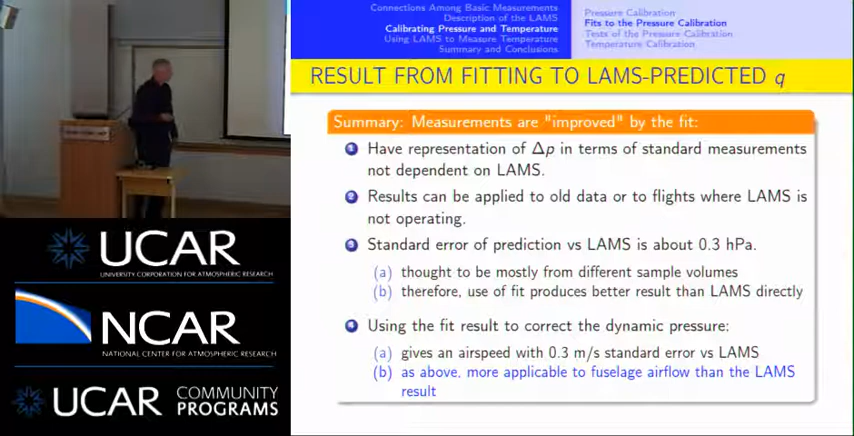 Connections Among Basic Measurements
Description of the LAMS
Calibrating Pressure and Temperature
Using LAMS to Measure Temperature
Summary and Conclusions
Pressure Calibration
Fits to the Pressure Calibration
Tests of the Pressure Calibration
Temperature Calibration
RESULT FROM FITTING TO LAMS-PREDICTED q
Summary: Measurements are "improved" by the fit:
1 Have representation of Δp in terms of standard measurements
not dependent on LAMS.
2 Results can be applied to old data or to flights where LAMS is
not operating.
3 Standard error of prediction vs LAMS is about 0.3 hPa.
(a) thought to be mostly from different sample volumes
(b) therefore, use of fit produces better result than LAMS directly
4 Using the fit result to correct the dynamic pressure:
(a) gives an airspeed with 0.3 m/s standard error vs LAMS
(b) as above, more applicable to fuselage airflow than the LAMS
result
UCAR
UNIVERSITY CORPORATION FOR ATMOSPHERIC RESEARCH
NCAR
NATIONAL CENTER FOR ATMOSPHERIC RESEARCH
UCAR COMMUNITY
PROGRAMS